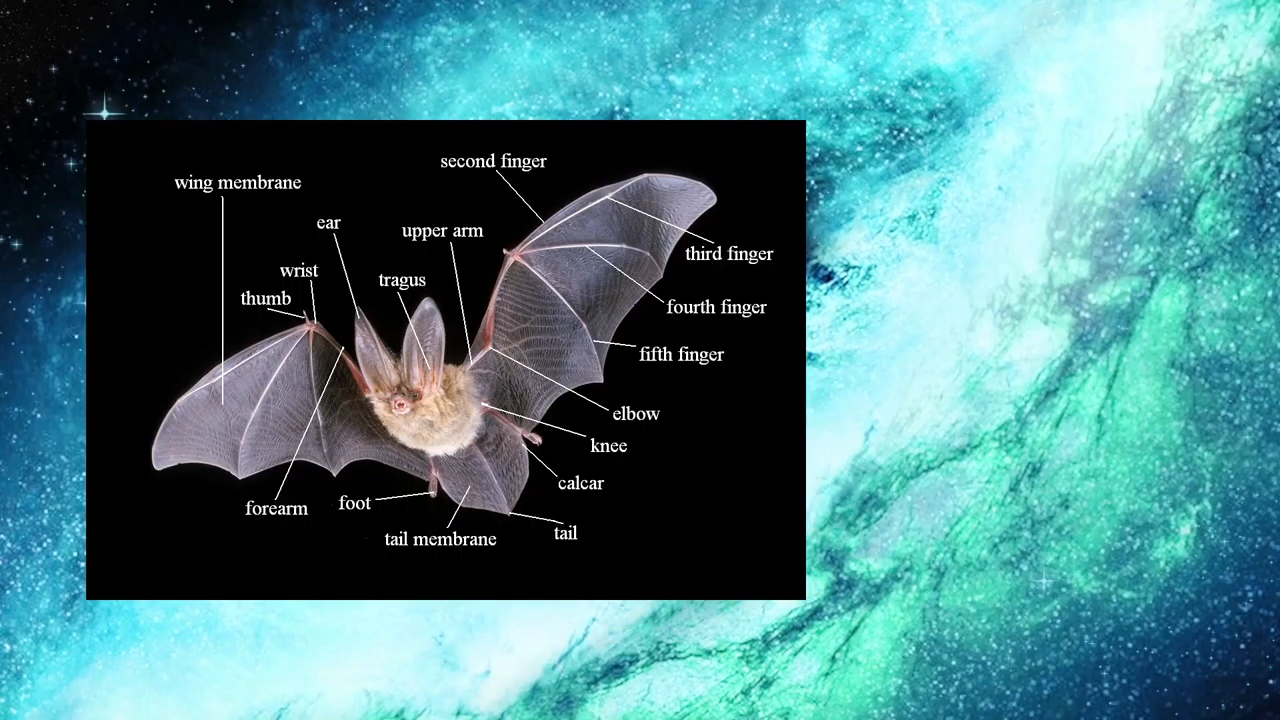 second finger
wing membrane
ear
upper arm
third finger
wrist
tragus
thumb
fourth finger
fifth finger
elbow
knee
calcar
foot
forearm
tail
tail membrane